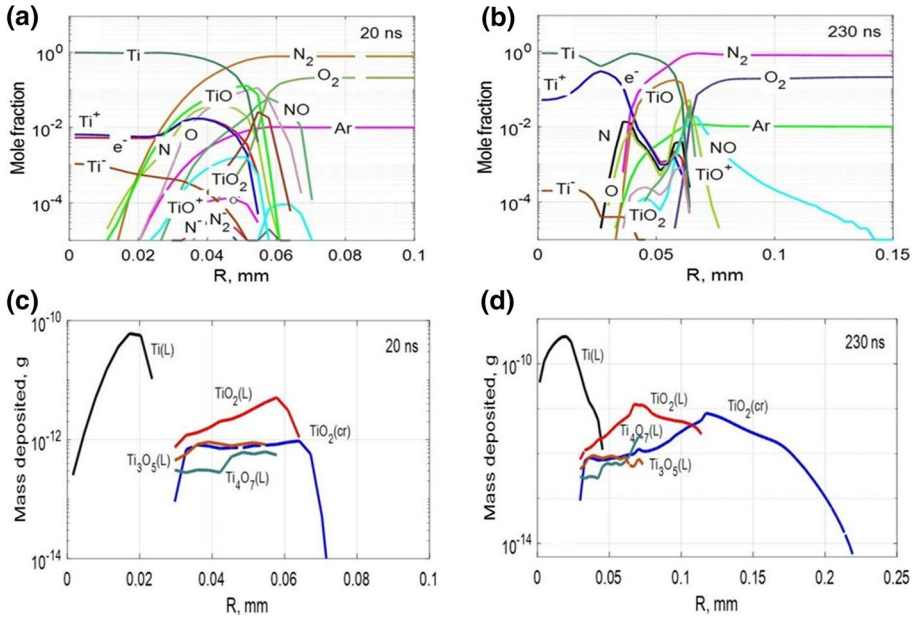 (a)
20 ns
10⁰
10⁻²
10⁻⁴
Mole fraction
Ti
N₂
O₂
TiO
NO
Ti⁺
e⁻
N
O
Ar
Ti⁻
TiO₂
TiO⁺
O⁻
N⁻
N₂⁻
0
0.02
0.04
0.06
0.08
0.1
R, mm
(b)
230 ns
10⁰
10⁻²
10⁻⁴
Mole fraction
Ti⁺
e⁻
N₂
TiO
O₂
N
Ar
NO
Ti⁻
O
TiO₂
TiO⁺
0
0.05
0.1
0.15
R, mm
(c)
10⁻¹⁰
20 ns
Ti(L)
TiO₂(L)
10⁻¹²
TiO₂(cr)
Ti₃O₅(L)
Ti₄O₇(L)
10⁻¹⁴
Mass deposited, g
0
0.02
0.04
0.06
0.08
0.1
R, mm
(d)
230 ns
Ti(L)
10⁻¹⁰
TiO₂(L)
TiO₂(cr)
Ti₄O₇(L)
Ti₃O₅(L)
10⁻¹⁴
Mass deposited, g
0
0.05
0.1
0.15
0.2
0.25
R, mm